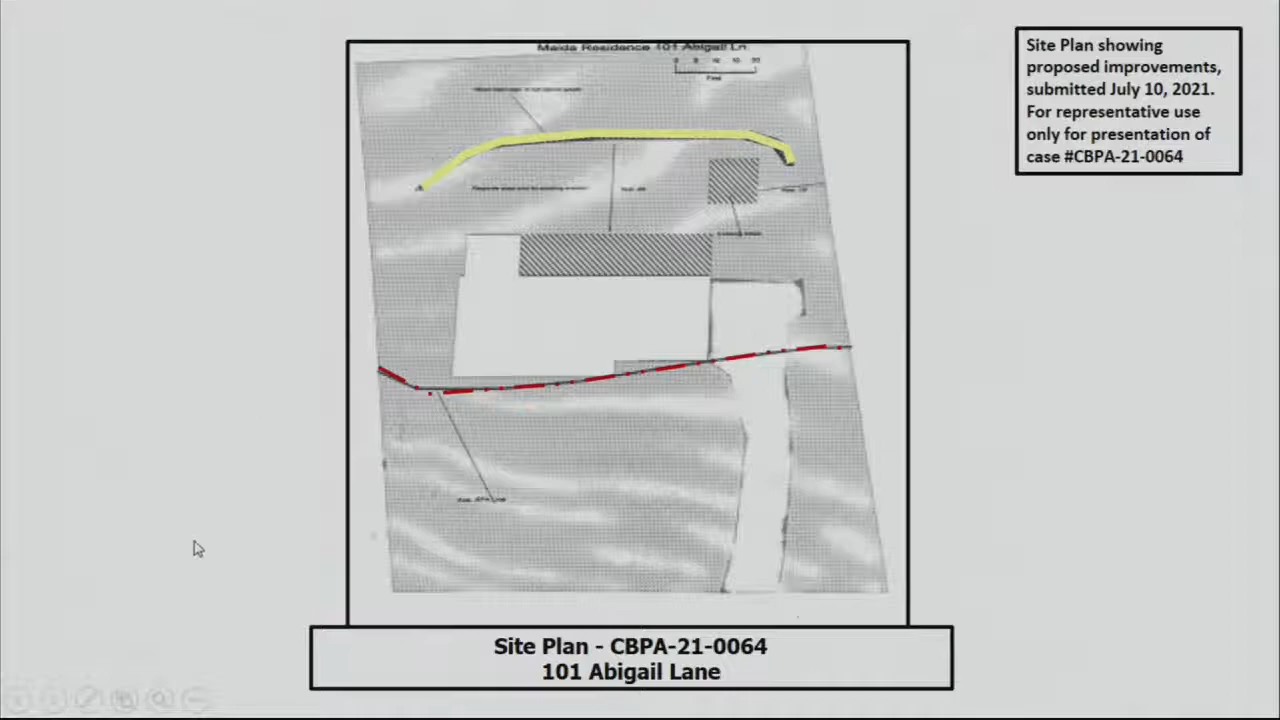 Maida Residence 101 Abigail Ln
Feet
Site Plan showing
proposed improvements,
submitted July 10, 2021.
For representative use
only for presentation of
case #CBPA-21-0064
Site Plan - CBPA-21-0064
101 Abigail Lane